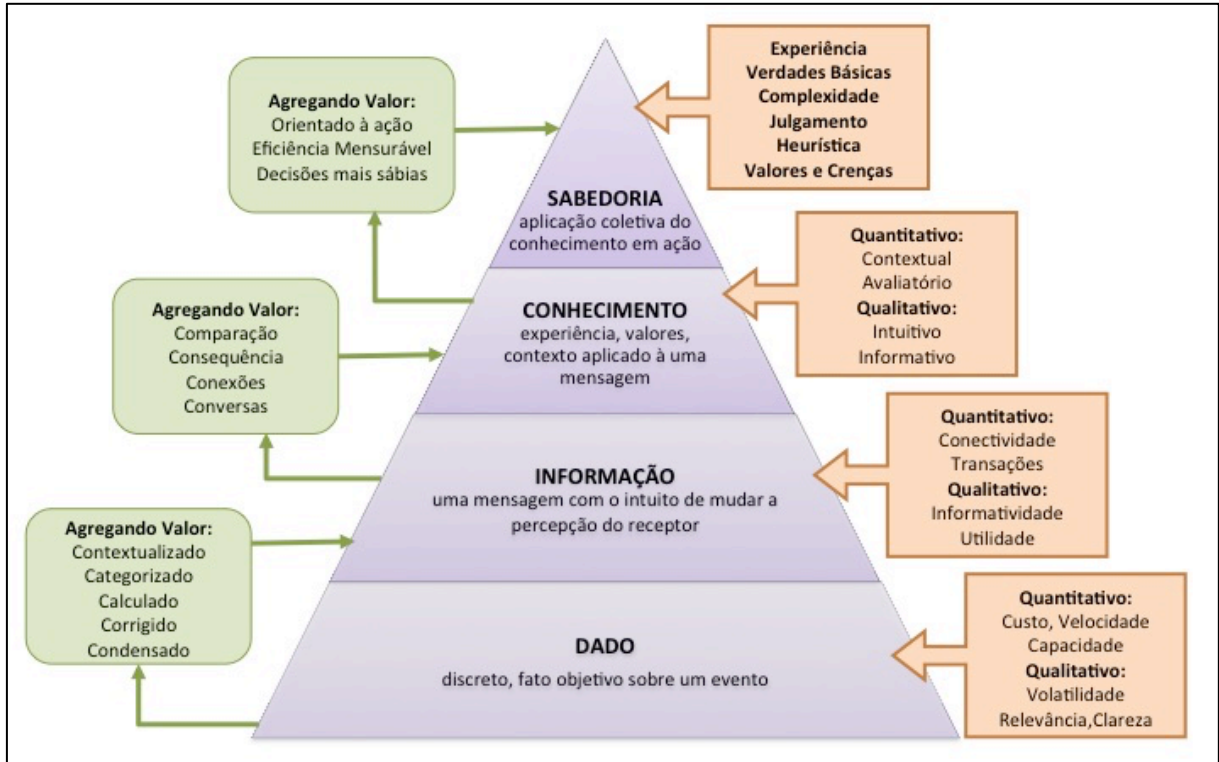 Agregando Valor:
Orientado à ação
Eficiência Mensurável
Decisões mais sábias
Experiência
Verdades Básicas
Complexidade
Julgamento
Heurística
Valores e Crenças
SABEDORIA
aplicação coletiva do
conhecimento em ação
Agregando Valor:
Comparação
Consequência
Conexões
Conversas
CONHECIMENTO
experiência, valores,
contexto aplicado à uma
mensagem
Quantitativo:
Contextual
Avaliatório
Qualitativo:
Intuitivo
Informativo
INFORMAÇÃO
uma mensagem com o intuito de mudar a
percepção do receptor
Quantitativo:
Conectividade
Transações
Qualitativo:
Informatividade
Utilidade
Agregando Valor:
Contextualizado
Categorizado
Calculado
Corrigido
Condensado
DADO
discreto, fato objetivo sobre um evento
Quantitativo:
Custo, Velocidade
Capacidade
Qualitativo:
Volatilidade
Relevância,Clareza